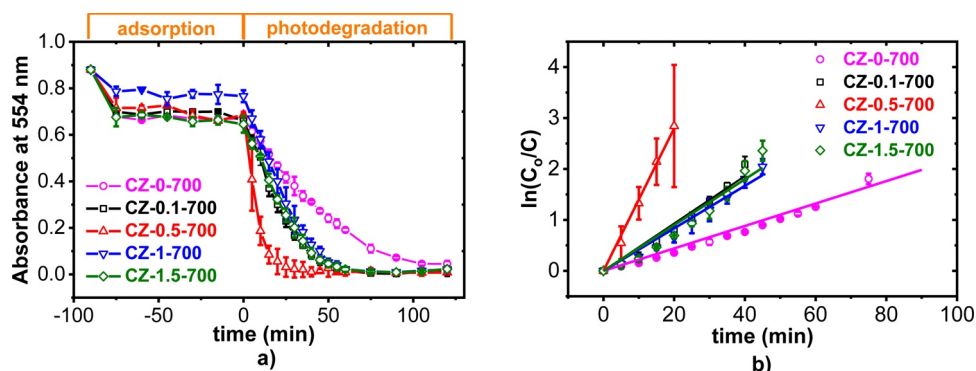 adsorption photodegradation
Absorbance at 554 nm
1.0
0.8
0.6
0.4
0.2
0.0
CZ-0-700
CZ-0.1-700
CZ-0.5-700
CZ-1-700
CZ-1.5-700
-100 -50 0 50 100
time (min)
a)
ln(Co/C)
4
3
2
1
0
CZ-0-700
CZ-0.1-700
CZ-0.5-700
CZ-1-700
CZ-1.5-700
0 20 40 60 80 100
time (min)
b)